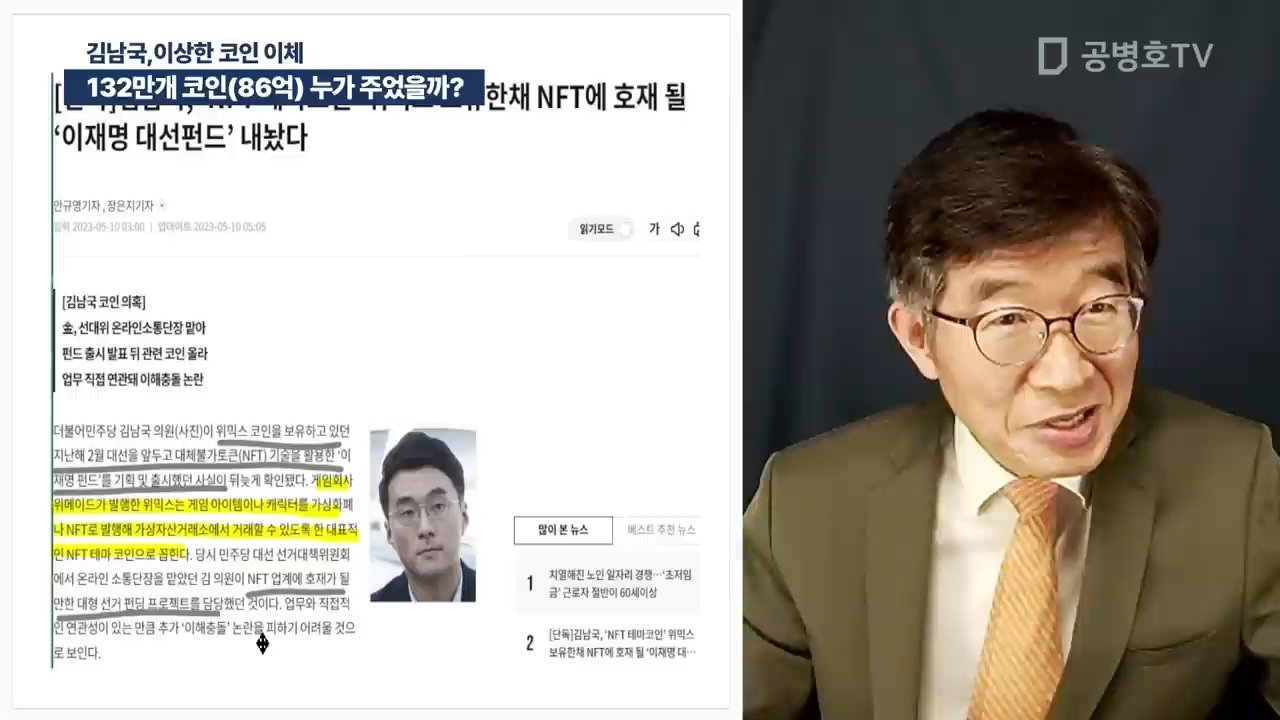 김남국,이상한 코인 이체
132만개 코인(86억) 누가 주었을까?
한채 NFT에 호재 될
‘이재명 대선펀드’ 내놨다
공병호TV
안규영기자, 장은지기자
입력 2023-05-10 03:00 | 업데이트 2023-05-10 05:05
읽기모드
가
[김남국 코인 의혹]
金, 선대위 온라인소통단장 맡아
펀드 출시 발표 뒤 관련 코인 올라
업무 직접 연관돼 이해충돌 논란
더불어민주당 김남국 의원(사진)이 위믹스 코인을 보유하고 있던
지난해 2월 대선을 앞두고 대체불가토큰(NFT) 기술을 활용한 ‘이
재명 펀드’를 기획 및 출시했던 사실이 뒤늦게 확인됐다. 게임회사
위메이드가 발행한 위믹스는 게임 아이템이나 캐릭터를 가상화폐
나 NFT로 발행해 가상자산거래소에서 거래할 수 있도록 한 대표적
인 NFT 테마 코인으로 꼽힌다. 당시 민주당 대선 선거대책위원회
에서 온라인 소통단장을 맡았던 김 의원이 NFT 업계에 호재가 될
만한 대형 선거 펀딩 프로젝트를 담당했던 것이다. 업무와 직접적
인 연관성이 있는 만큼 추가 ‘이해충돌’ 논란을 피하기 어려울 것으
로 보인다.
많이 본 뉴스
베스트 추천 뉴스
1
치열해진 노인 일자리 경쟁…‘초저임
금’ 근로자 절반이 60세이상
2
[단독]김남국, ‘NFT 테마코인’ 위믹스
보유한채 NFT에 호재 될 ‘이재명 대…